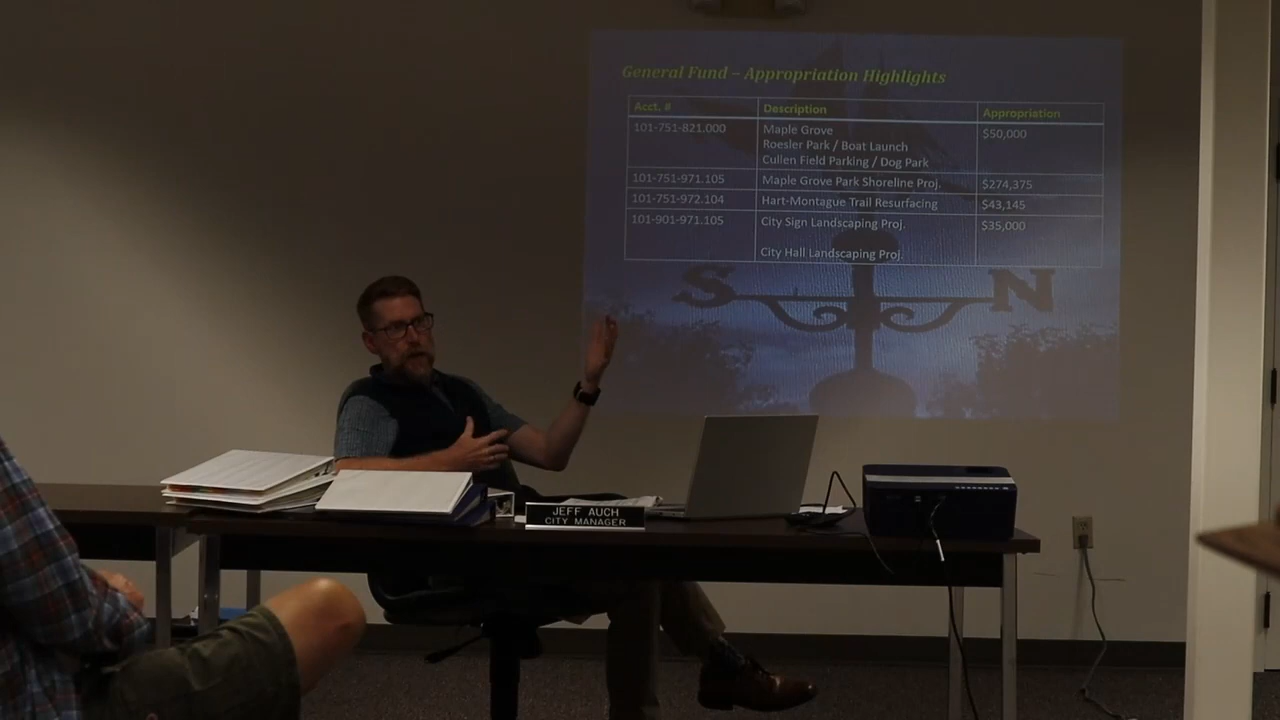 General Fund – Appropriation Highlights
Acct. # Description Appropriation
101-751-821.000 Maple Grove $50,000
Roesler Park / Boat Launch
Cullen Field Parking / Dog Park
101-751-971.105 Maple Grove Park Shoreline Proj. $274,375
101-751-972.104 Hart-Montague Trail Resurfacing $43,145
101-901-971.105 City Sign Landscaping Proj. $35,000
City Hall Landscaping Proj.
S N
JEFF AUCH
CITY MANAGER